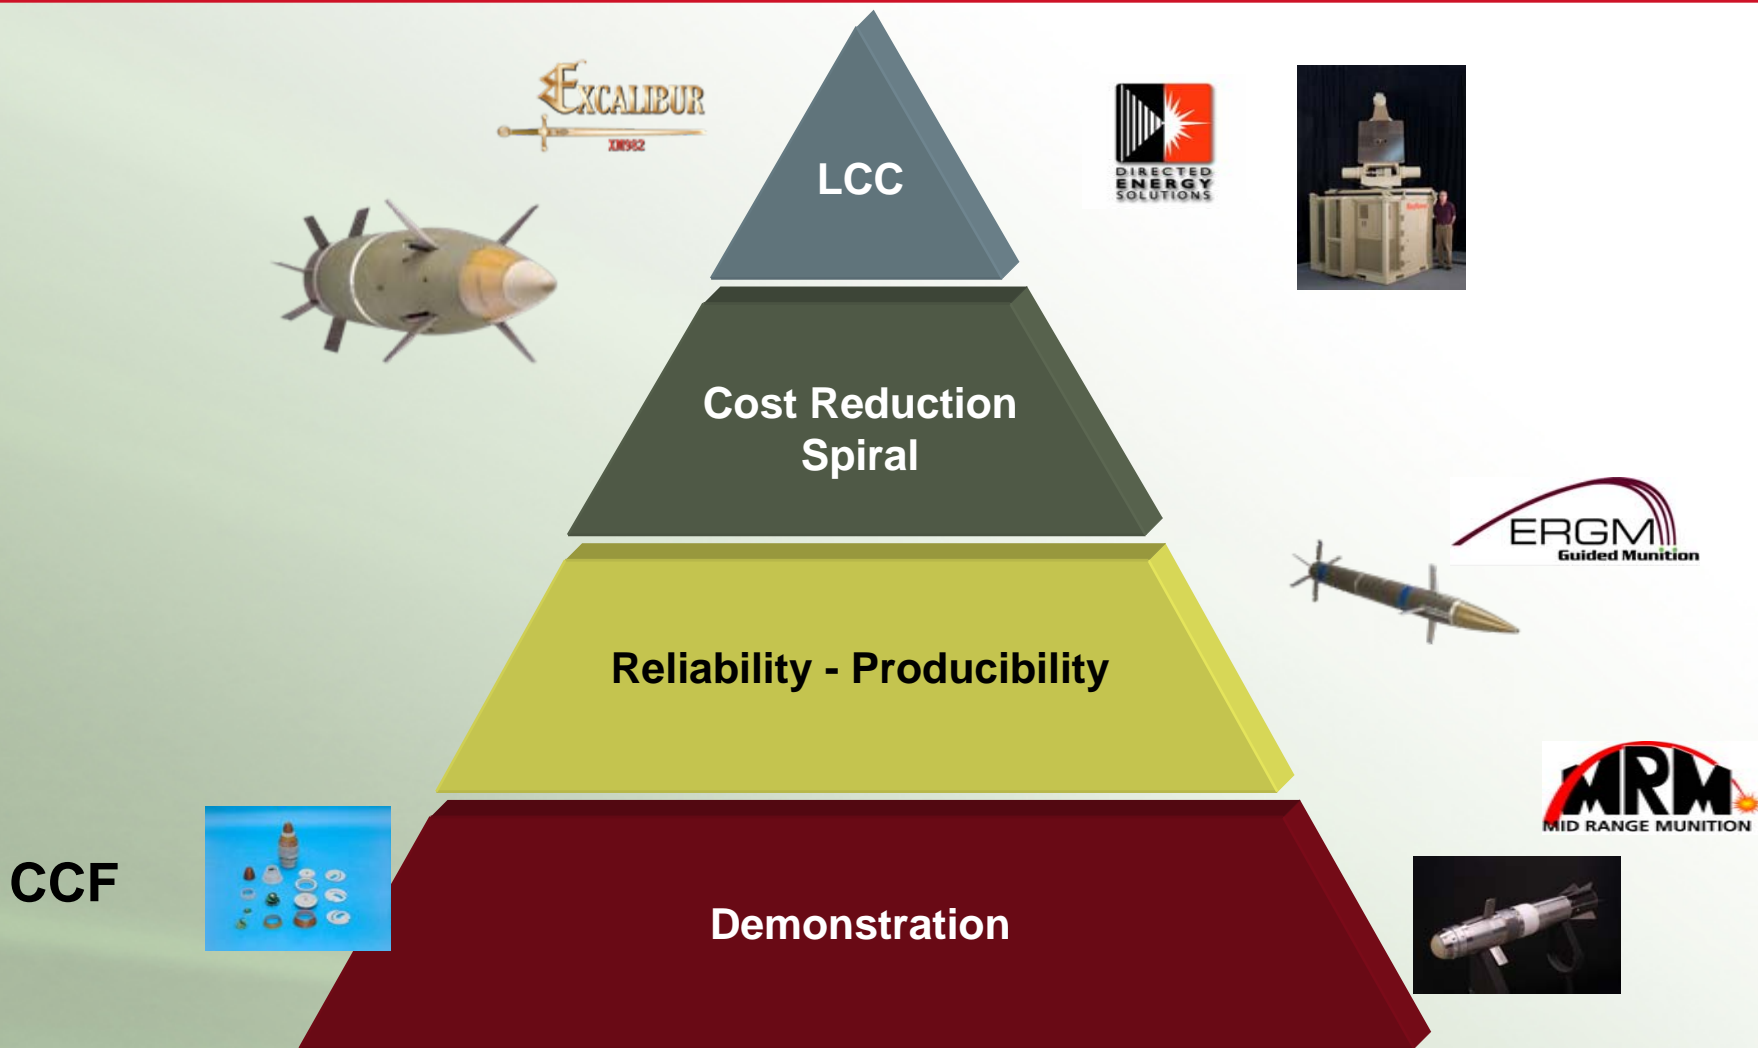 EXCALIBUR
XM982
LCC
DIRECTED
ENERGY
SOLUTIONS
Cost Reduction
Spiral
ERGM
Guided Munition
Reliability - Producibility
MRM
MID RANGE MUNITION
CCF
Demonstration